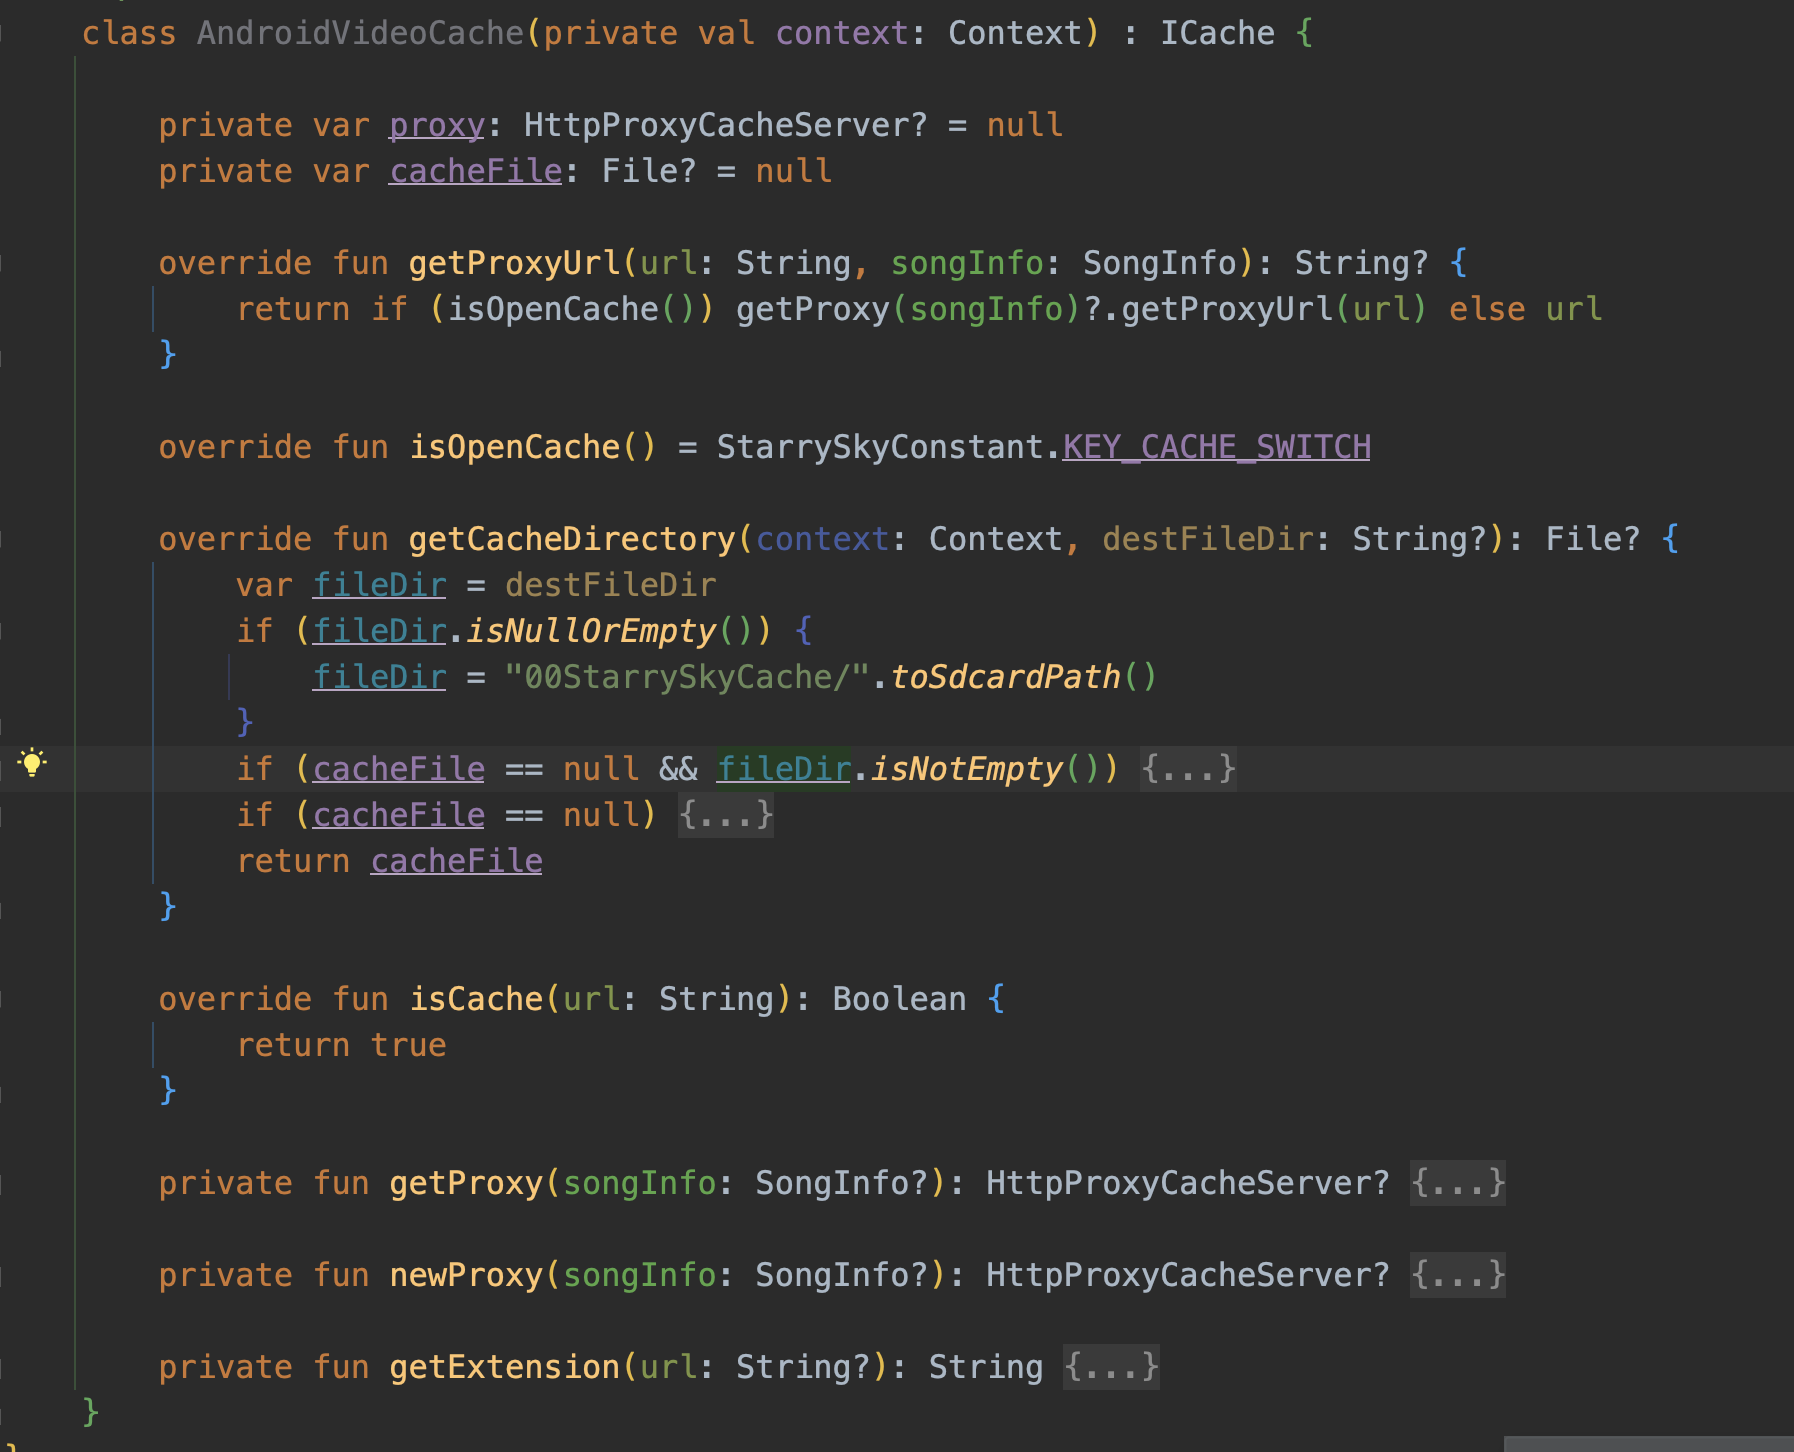 class AndroidVideoCache(private val context: Context) : ICache {
private var proxy: HttpProxyCacheServer? = null
private var cacheFile: File? = null
override fun getProxyUrl(url: String, songInfo: SongInfo): String? {
return if (isOpenCache()) getProxy(songInfo)?.getProxyUrl(url) else url
}
override fun isOpenCache() = StarrySkyConstant.KEY_CACHE_SWITCH
override fun getCacheDirectory(context: Context, destFileDir: String?): File? {
var fileDir = destFileDir
if (fileDir.isNullOrEmpty()) {
fileDir = "00StarrySkyCache/".toSdcardPath()
}
if (cacheFile == null && fileDir.isNotEmpty()) {...}
if (cacheFile == null) {...}
return cacheFile
}
override fun isCache(url: String): Boolean {
return true
}
private fun getProxy(songInfo: SongInfo?): HttpProxyCacheServer? {...}
private fun newProxy(songInfo: SongInfo?): HttpProxyCacheServer? {...}
private fun getExtension(url: String?): String {...}
}